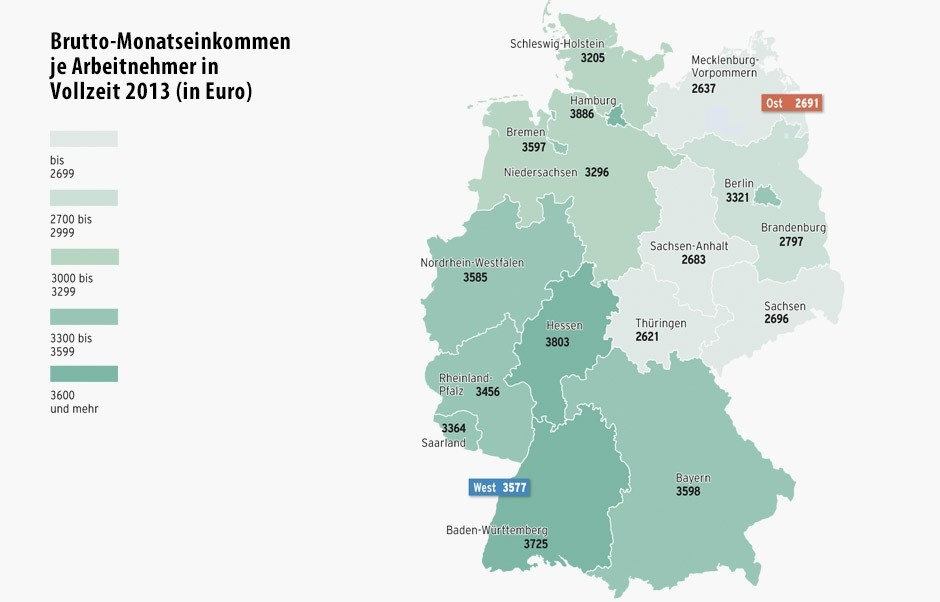 Brutto-Monatseinkommen
je Arbeitnehmer in
Vollzeit 2013 (in Euro)
bis
2699
2700 bis
2999
3000 bis
3299
3300 bis
3599
3600
und mehr
Schleswig-Holstein
3205
Mecklenburg-
Vorpommern
2637
Ost 2691
Hamburg
3886
Bremen
3597
Niedersachsen 3296
Berlin
3321
Brandenburg
2797
Sachsen-Anhalt
2683
Nordrhein-Westfalen
3585
Sachsen
2696
Thüringen
2621
Hessen
3803
Rheinland-
Pfalz 3456
3364
Saarland
West 3577
Bayern
3598
Baden-Württemberg
3725